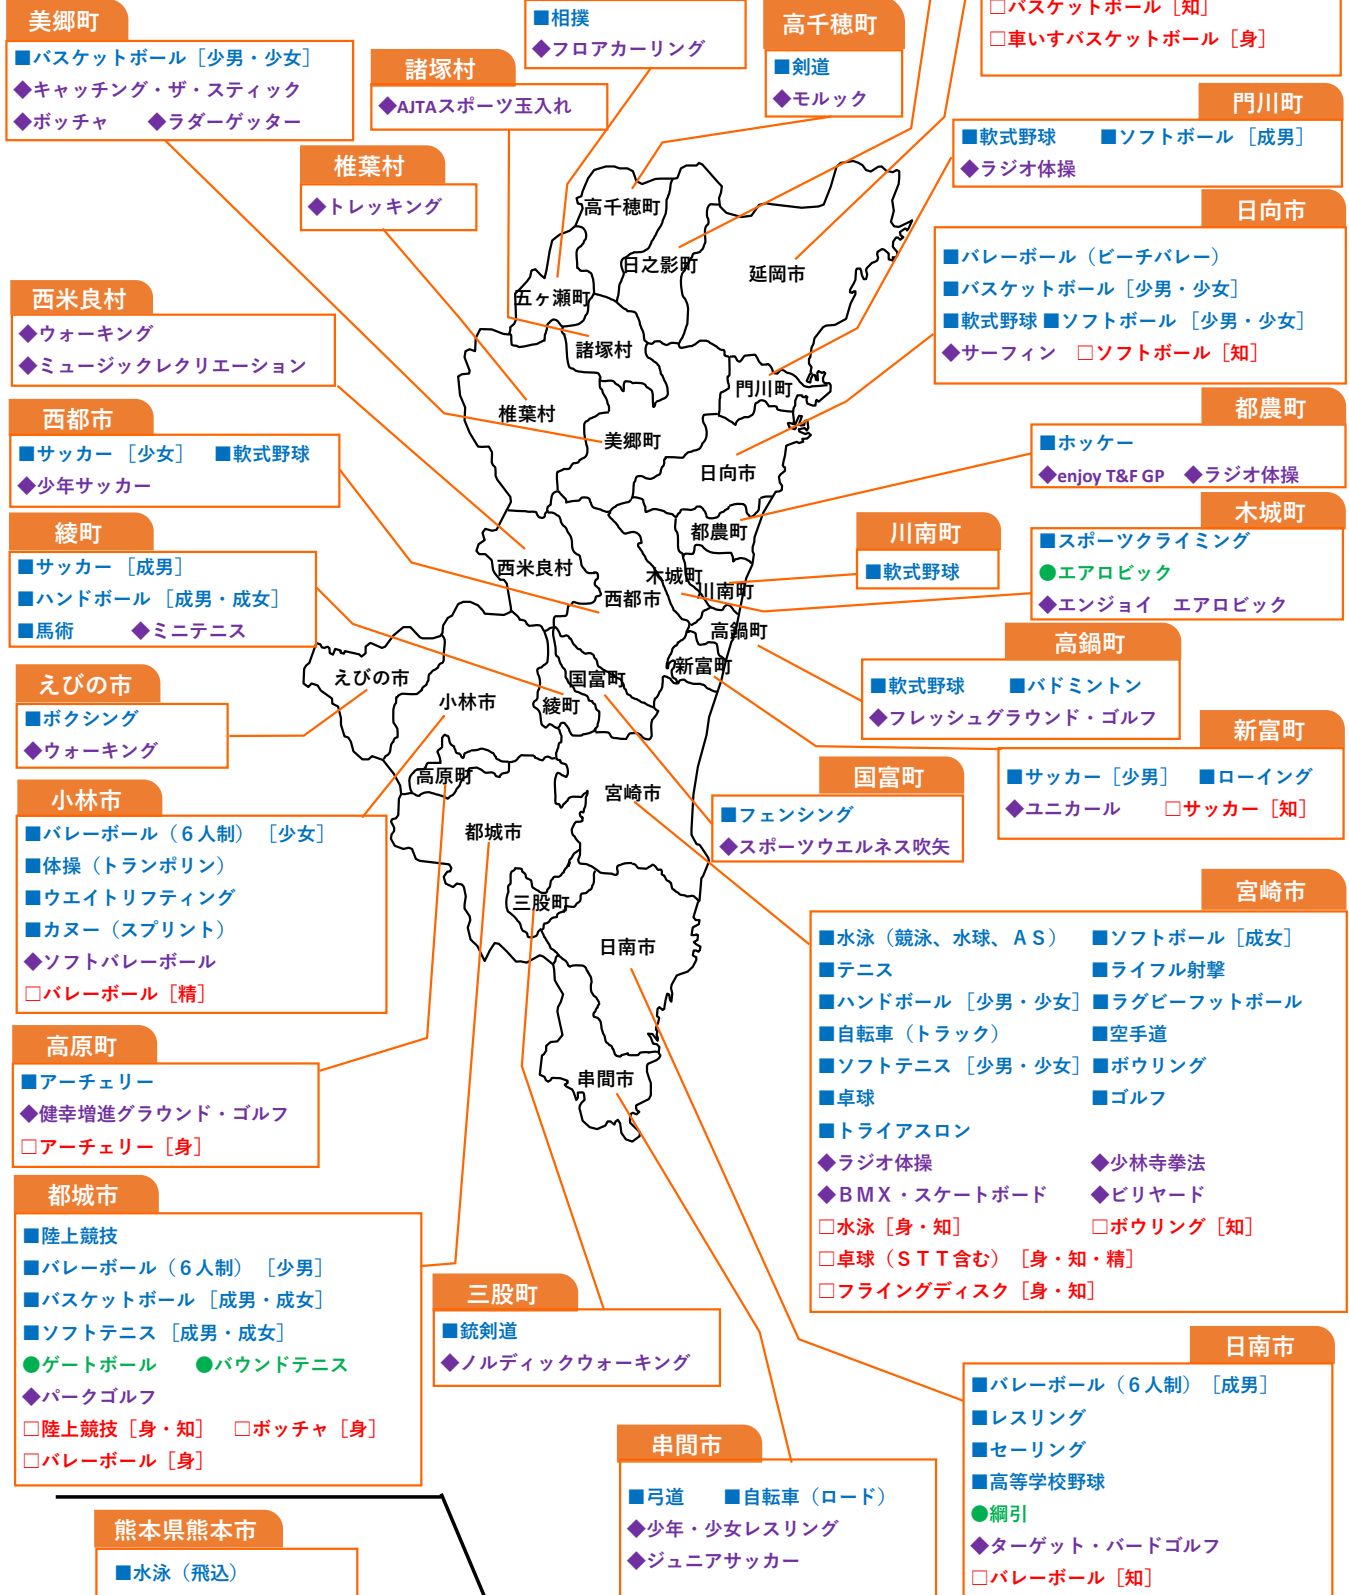 美郷町
■バスケットボール［少男・少女］
◆キャッチング・ザ・スティック
◆ボッチャ　◆ラダーゲッター
■相撲
◆フロアカーリング
諸塚村
◆AJTAスポーツ玉入れ
高千穂町
■剣道
◆モルック
□バスケットボール［知］
□車いすバスケットボール［身］
門川町
■軟式野球　■ソフトボール［成男］
◆ラジオ体操
椎葉村
◆トレッキング
日向市
■バレーボール（ビーチバレー）
■バスケットボール［少男・少女］
■軟式野球 ■ソフトボール［少男・少女］
◆サーフィン　□ソフトボール［知］
西米良村
◆ウォーキング
◆ミュージックレクリエーション
西都市
■サッカー［少女］　■軟式野球
◆少年サッカー
都農町
■ホッケー
◆enjoy T&F GP　◆ラジオ体操
綾町
■サッカー［成男］
■ハンドボール［成男・成女］
■馬術　◆ミニテニス
川南町
■軟式野球
木城町
■スポーツクライミング
●エアロビック
◆エンジョイ　エアロビック
高鍋町
■軟式野球　■バドミントン
◆フレッシュグラウンド・ゴルフ
えびの市
■ボクシング
◆ウォーキング
新富町
■サッカー［少男］　■ローイング
◆ユニカール　□サッカー［知］
国富町
■フェンシング
◆スポーツウエルネス吹矢
小林市
■バレーボール（６人制）［少女］
■体操（トランポリン）
■ウエイトリフティング
■カヌー（スプリント）
◆ソフトバレーボール
□バレーボール［精］
高千穂町
日之影町
延岡市
五ヶ瀬町
諸塚村
門川町
椎葉村
美郷町
日向市
都農町
西米良村
木城町
川南町
西都市
高鍋町
新富町
えびの市
国富町
小林市
綾町
高原町
宮崎市
都城市
三股町
日南市
串間市
宮崎市
■水泳（競泳、水球、ＡＳ）　■ソフトボール［成女］
■テニス　■ライフル射撃
■ハンドボール［少男・少女］■ラグビーフットボール
■自転車（トラック）　■空手道
■ソフトテニス［少男・少女］■ボウリング
■卓球　■ゴルフ
■トライアスロン
◆ラジオ体操　◆少林寺拳法
◆ＢＭＸ・スケートボード　◆ビリヤード
□水泳［身・知］　□ボウリング［知］
□卓球（ＳＴＴ含む）［身・知・精］
□フライングディスク［身・知］
高原町
■アーチェリー
◆健幸増進グラウンド・ゴルフ
□アーチェリー［身］
都城市
■陸上競技
■バレーボール（６人制）［少男］
■バスケットボール［成男・成女］
■ソフトテニス［成男・成女］
●ゲートボール　●バウンドテニス
◆パークゴルフ
□陸上競技［身・知］　□ボッチャ［身］
□バレーボール［身］
三股町
■銃剣道
◆ノルディックウォーキング
日南市
■バレーボール（６人制）［成男］
■レスリング
■セーリング
■高等学校野球
●綱引
◆ターゲット・バードゴルフ
□バレーボール［知］
串間市
■弓道　■自転車（ロード）
◆少年・少女レスリング
◆ジュニアサッカー
熊本県熊本市
■水泳（飛込）